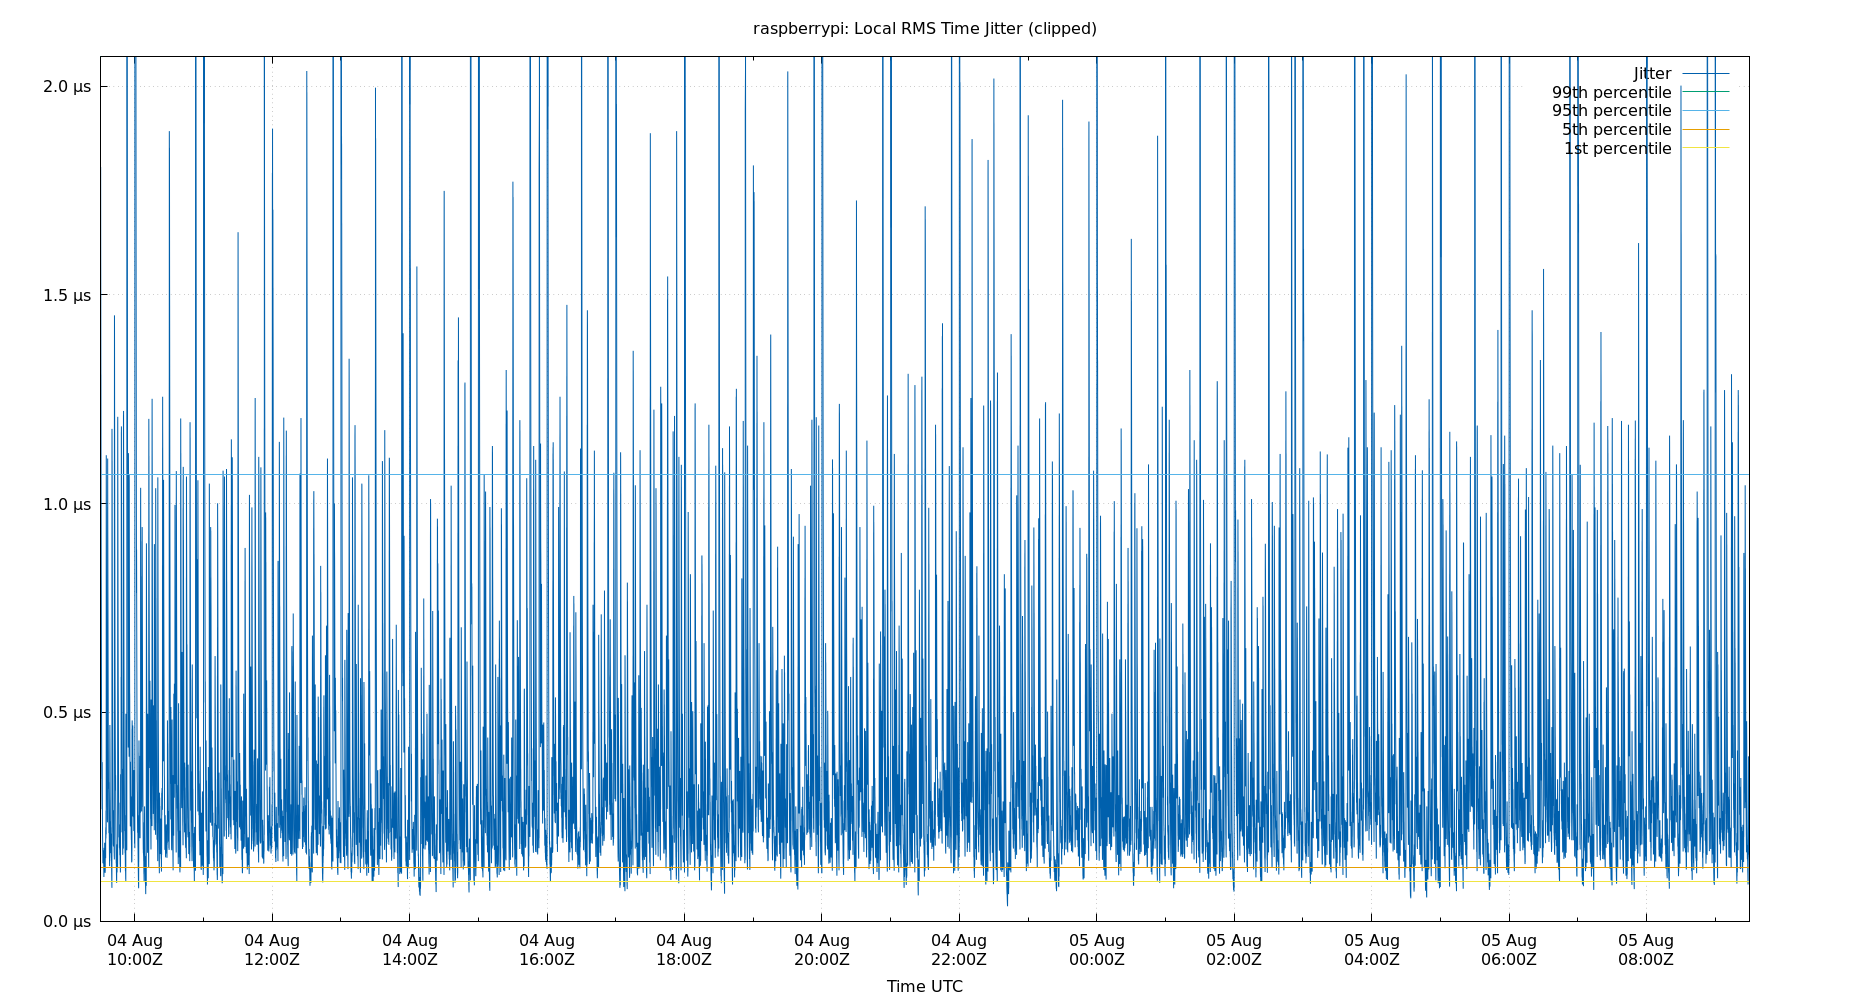 raspberrypi: Local RMS Time Jitter (clipped)
Jitter
99th percentile
95th percentile
5th percentile
1st percentile
2.0 µs
1.5 µs
1.0 µs
0.5 µs
0.0 µs
04 Aug 04 Aug 04 Aug 04 Aug 04 Aug 04 Aug 04 Aug 05 Aug 05 Aug 05 Aug 05 Aug 05 Aug
10:00Z 12:00Z 14:00Z 16:00Z 18:00Z 20:00Z 22:00Z 00:00Z 02:00Z 04:00Z 06:00Z 08:00Z
Time UTC